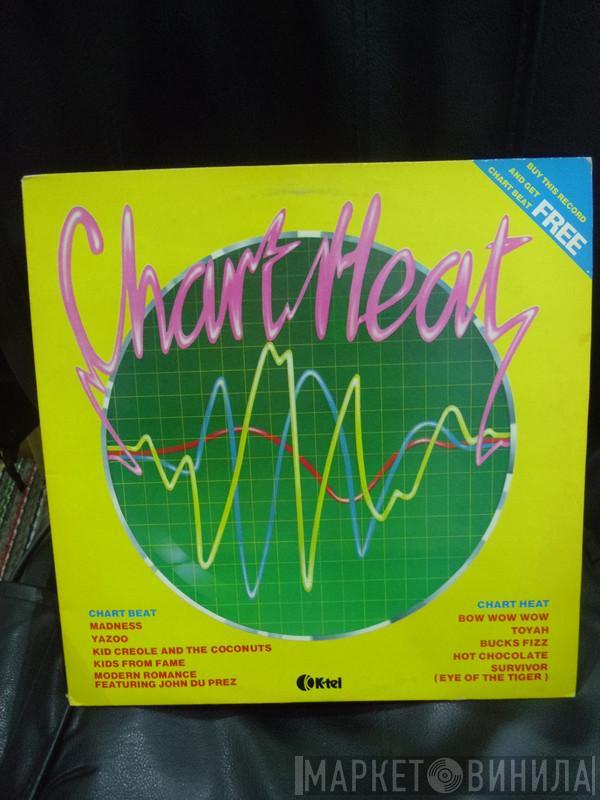 BUY THIS RECORD
AND GET
CHART BEAT FREE
Chart Heat
CHART BEAT
MADNESS
YAZOO
KID CREOLE AND THE COCONUTS
KIDS FROM FAME
MODERN ROMANCE
FEATURING JOHN DU PREZ
K-tel
CHART HEAT
BOW WOW WOW
TOYAH
BUCKS FIZZ
HOT CHOCOLATE
SURVIVOR
(EYE OF THE TIGER)
МАРКЕТ ВИНИЛА